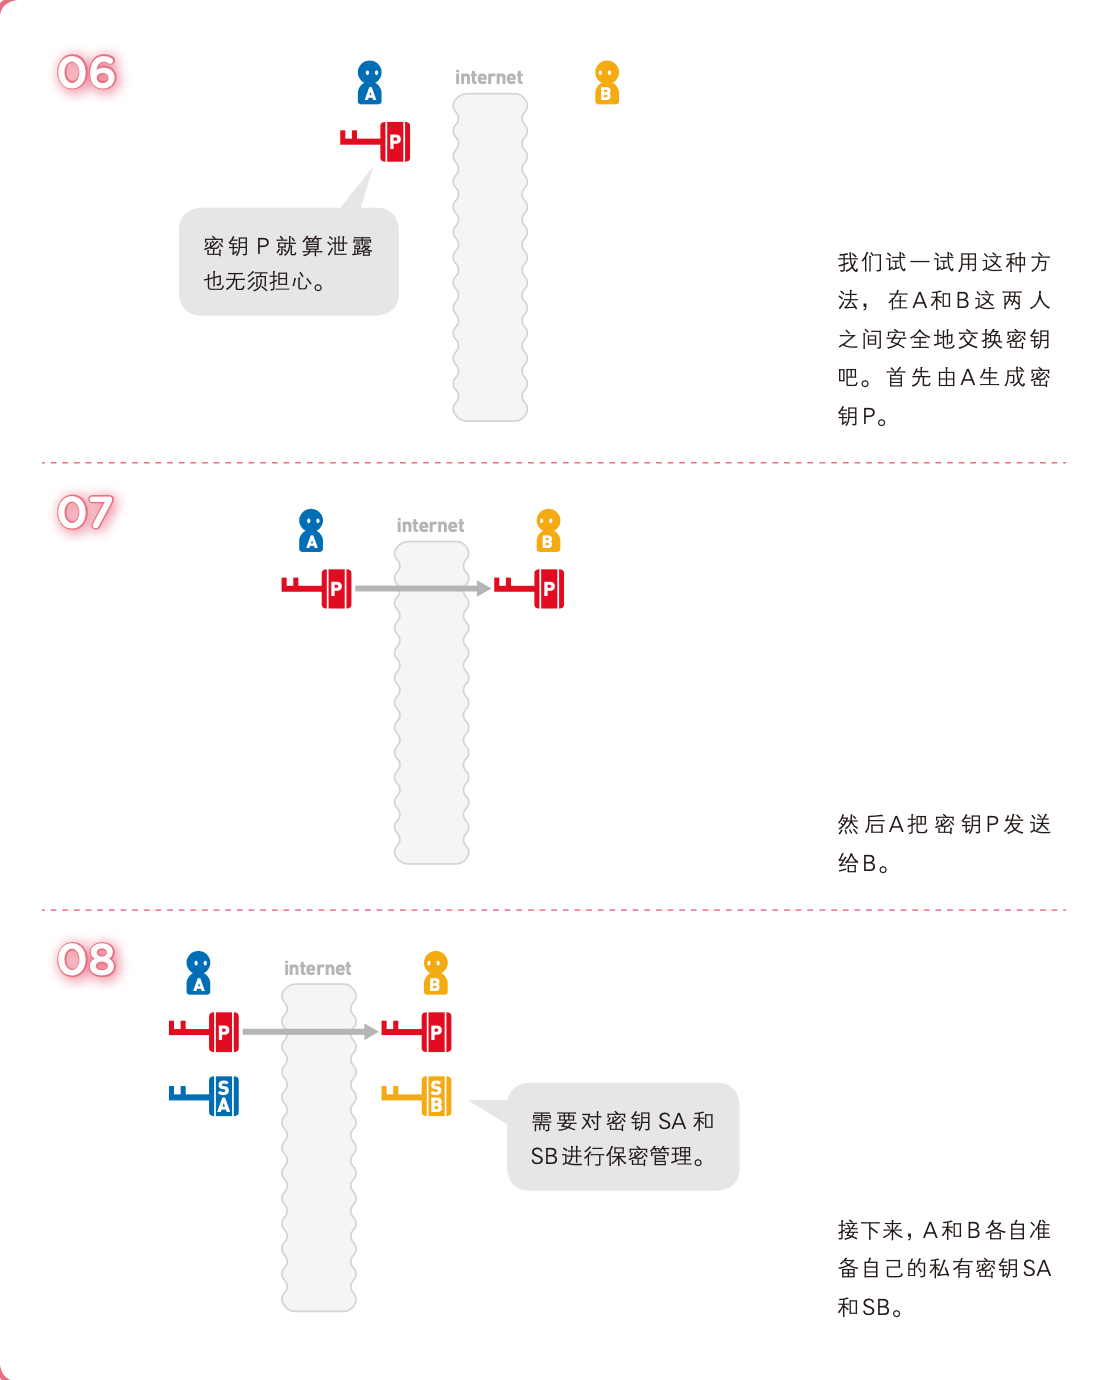 06
A
internet
B
P
密钥 P 就算泄露
也无须担心。
我们试一试用这种方
法，在A和B这两人
之间安全地交换密钥
吧。首先由A生成密
钥P。
07
A
internet
B
P
P
然后A把密钥P发送
给B。
08
A
internet
B
P
P
S
A
S
B
需要对密钥 SA 和
SB 进行保密管理。
接下来，A和B各自准
备自己的私有密钥SA
和SB。